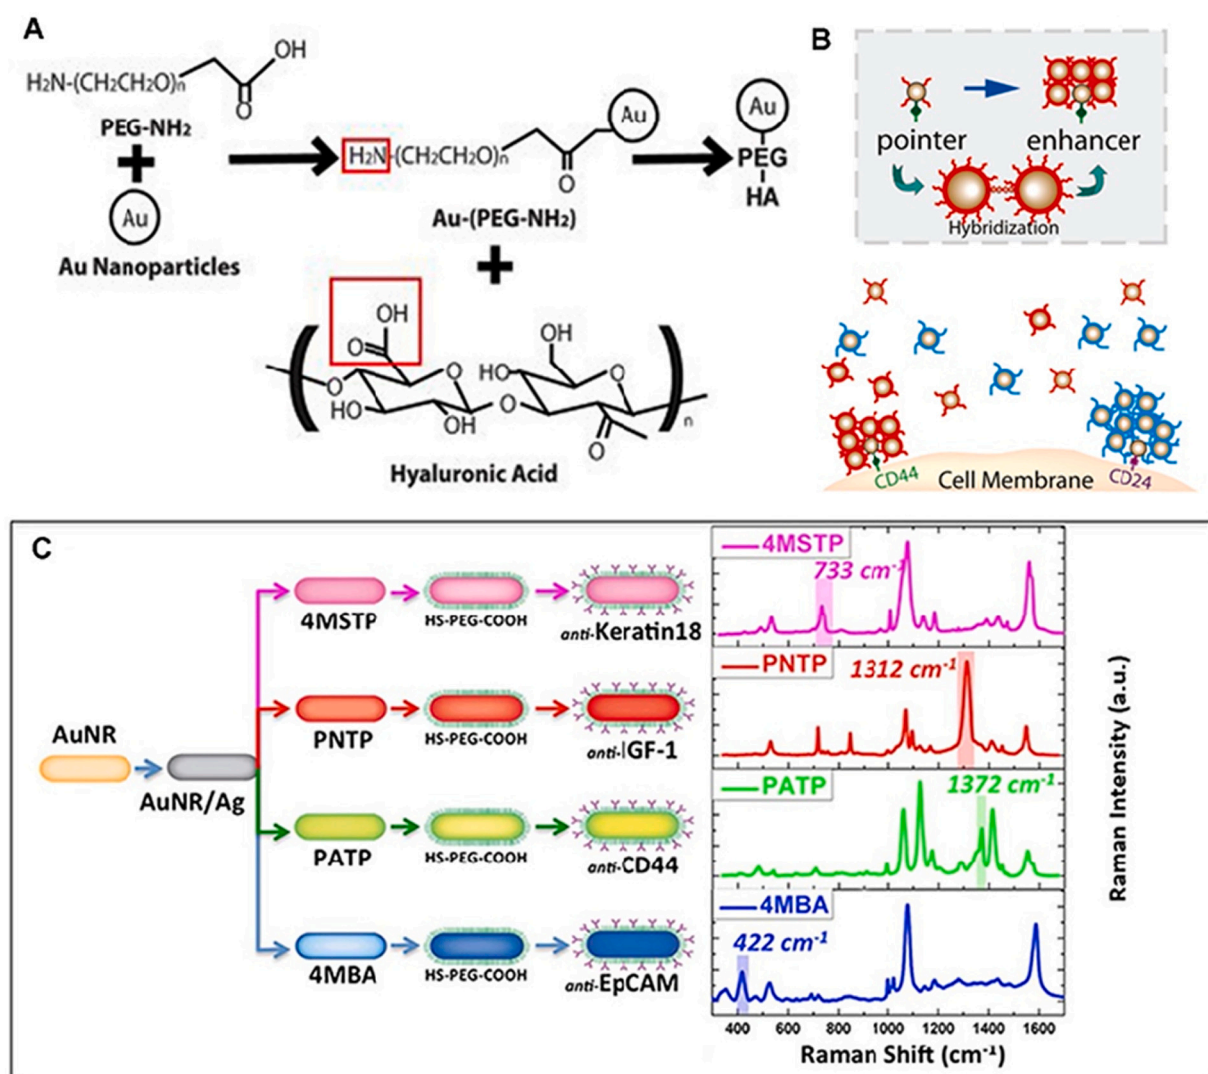 A
H₂N-(CH₂CH₂O)n
OH
O
PEG-NH₂
+
Au
Au Nanoparticles
H₂N-(CH₂CH₂O)n
O
Au
Au-(PEG-NH₂)
+
Au
PEG
HA
OH
O
O
HO
O
OH
O
OH
HO
O
O
n
Hyaluronic Acid
B
pointer
enhancer
Hybridization
CD44
Cell Membrane
CD24
C
AuNR
AuNR/Ag
4MSTP
HS-PEG-COOH
anti-Keratin18
PNTP
HS-PEG-COOH
anti-IGF-1
PATP
HS-PEG-COOH
anti-CD44
4MBA
HS-PEG-COOH
anti-EpCAM
4MSTP
733 cm⁻¹
PNTP
1312 cm⁻¹
PATP
1372 cm⁻¹
4MBA
422 cm⁻¹
400 600 800 1000 1200 1400 1600
Raman Shift (cm⁻¹)
Raman Intensity (a.u.)